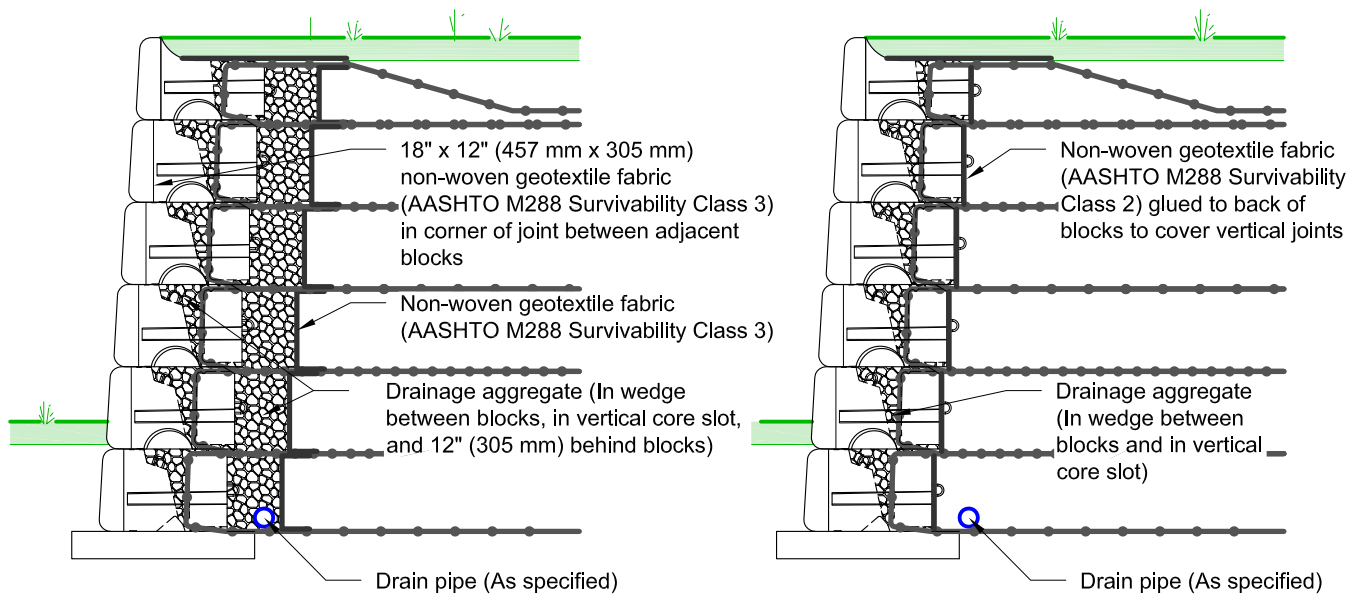 18" x 12" (457 mm x 305 mm)
non-woven geotextile fabric
(AASHTO M288 Survivability Class 3)
in corner of joint between adjacent
blocks
Non-woven geotextile fabric
(AASHTO M288 Survivability Class 3)
Drainage aggregate (In wedge
between blocks, in vertical core slot,
and 12" (305 mm) behind blocks)
Drain pipe (As specified)
Non-woven geotextile fabric
(AASHTO M288 Survivability
Class 2) glued to back of
blocks to cover vertical joints
Drainage aggregate
(In wedge between
blocks and in vertical
core slot)
Drain pipe (As specified)